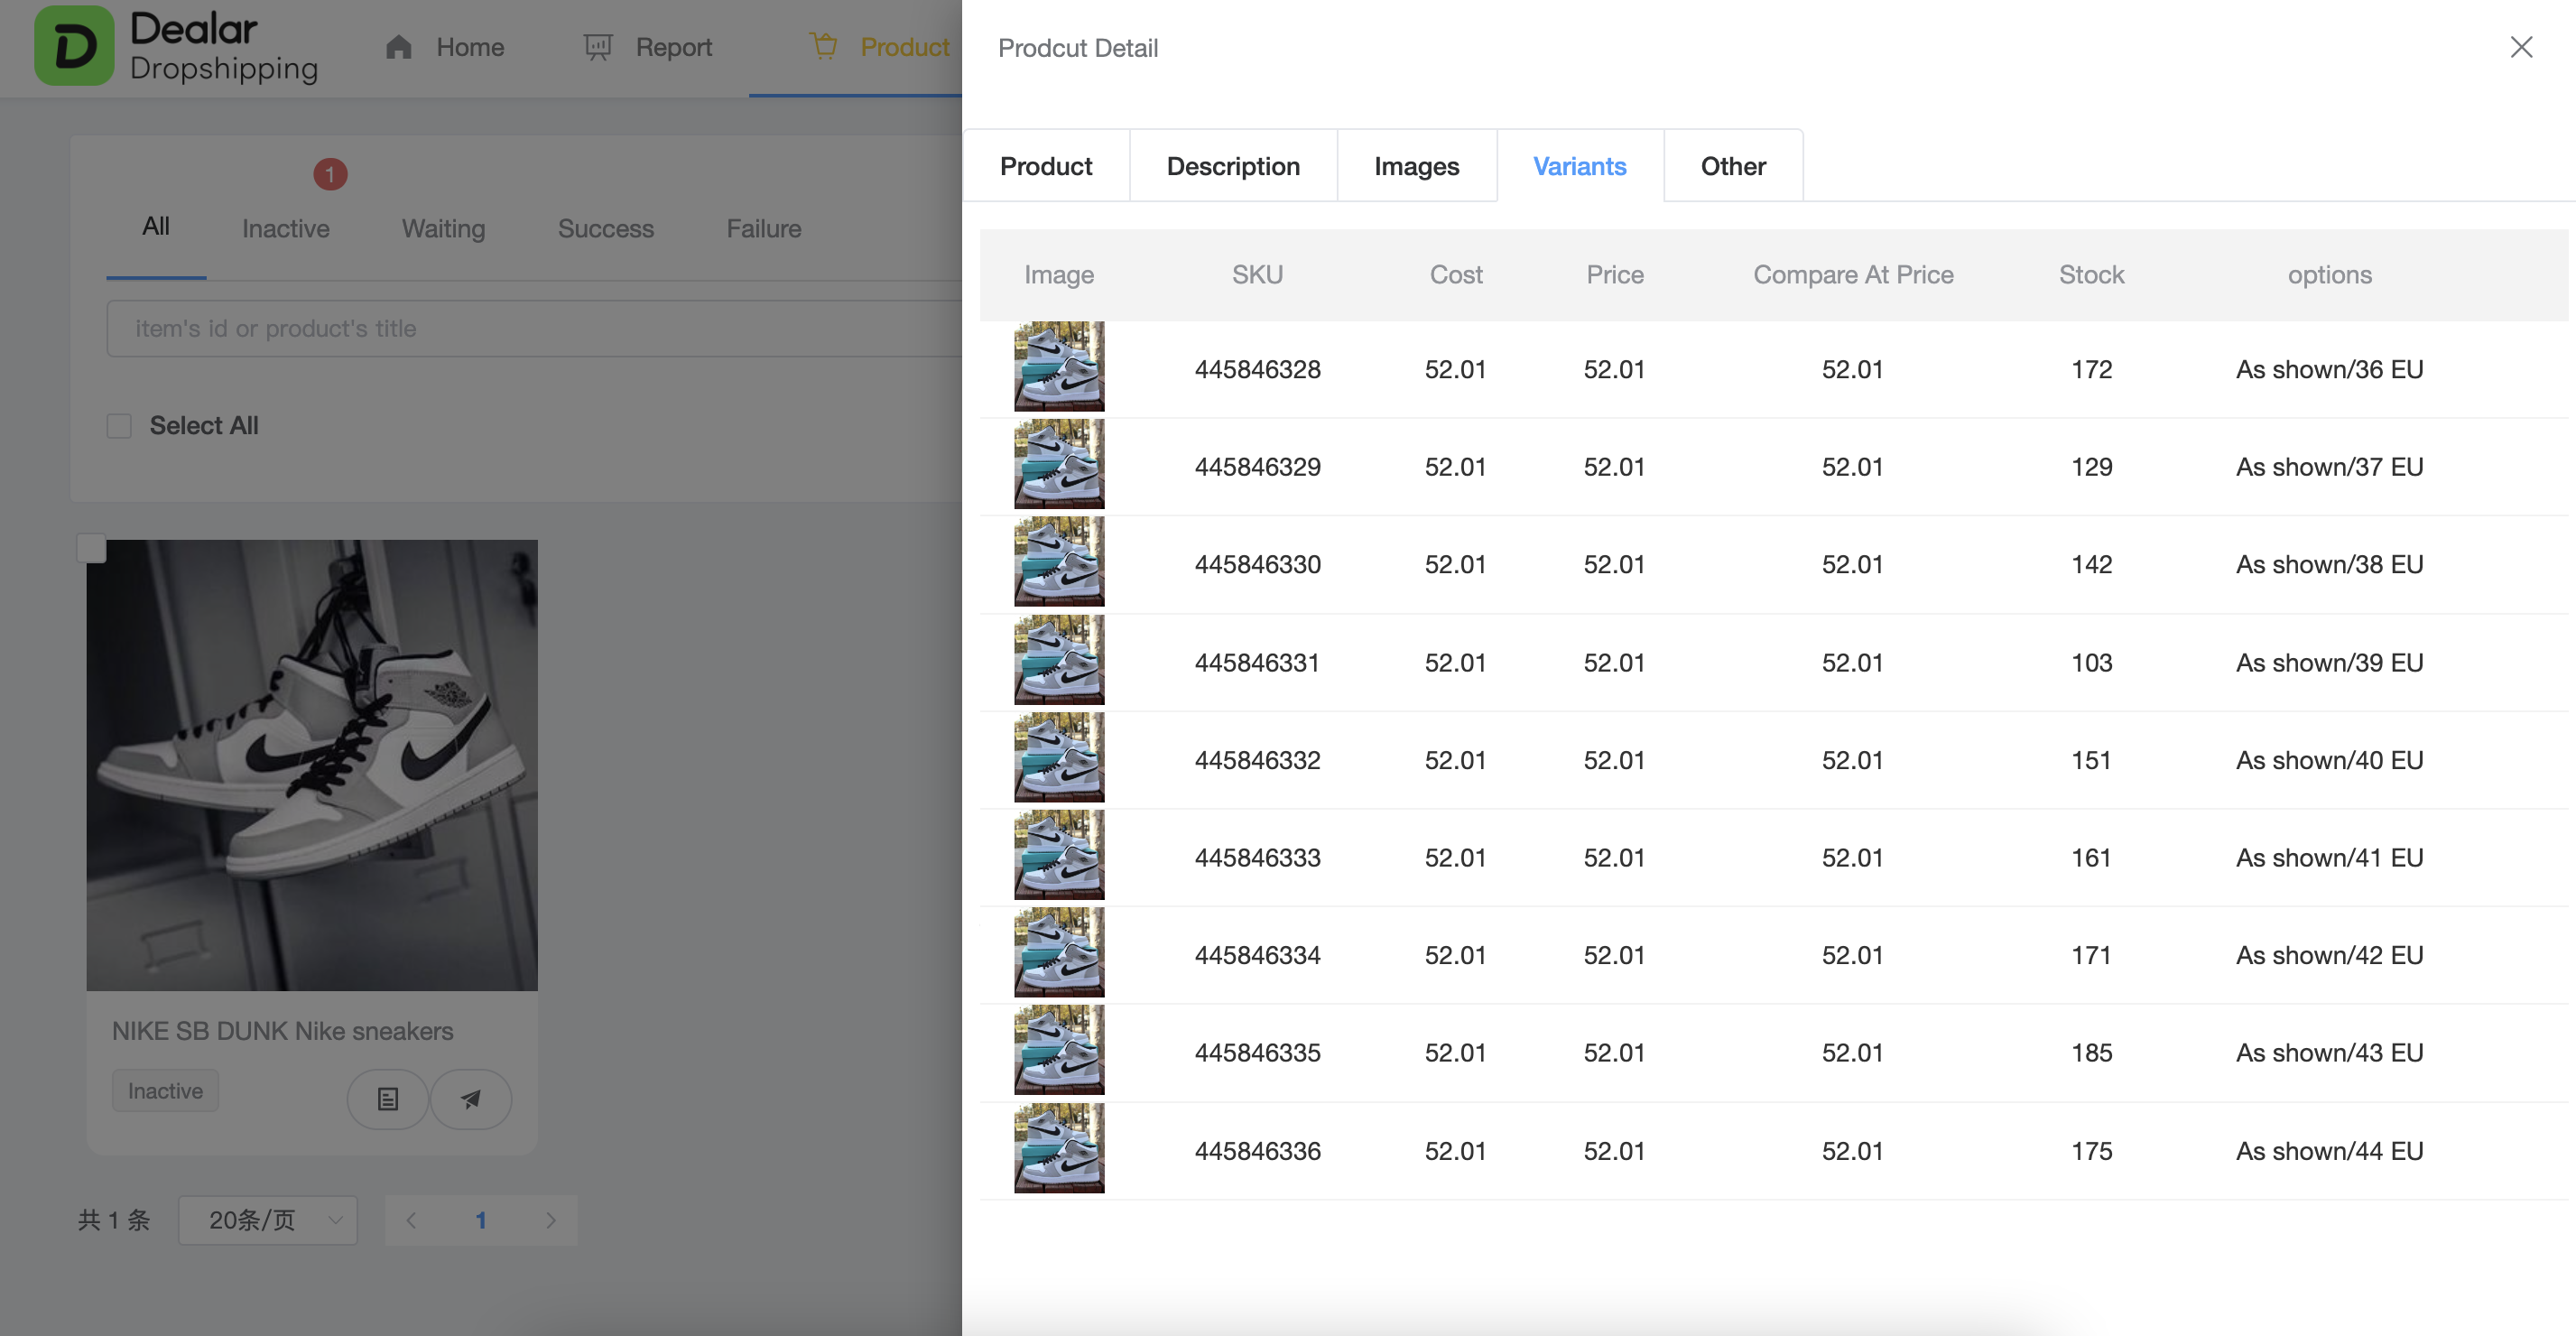 Dealar
Dropshipping
Home
Report
Product
Prodcut Detail
1
All
Inactive
Waiting
Success
Failure
item's id or product's title
Select All
NIKE SB DUNK Nike sneakers
Inactive
共 1 条
20条/页
1
Product
Description
Images
Variants
Other
Image SKU Cost Price Compare At Price Stock options
445846328 52.01 52.01 52.01 172 As shown/36 EU
445846329 52.01 52.01 52.01 129 As shown/37 EU
445846330 52.01 52.01 52.01 142 As shown/38 EU
445846331 52.01 52.01 52.01 103 As shown/39 EU
445846332 52.01 52.01 52.01 151 As shown/40 EU
445846333 52.01 52.01 52.01 161 As shown/41 EU
445846334 52.01 52.01 52.01 171 As shown/42 EU
445846335 52.01 52.01 52.01 185 As shown/43 EU
445846336 52.01 52.01 52.01 175 As shown/44 EU